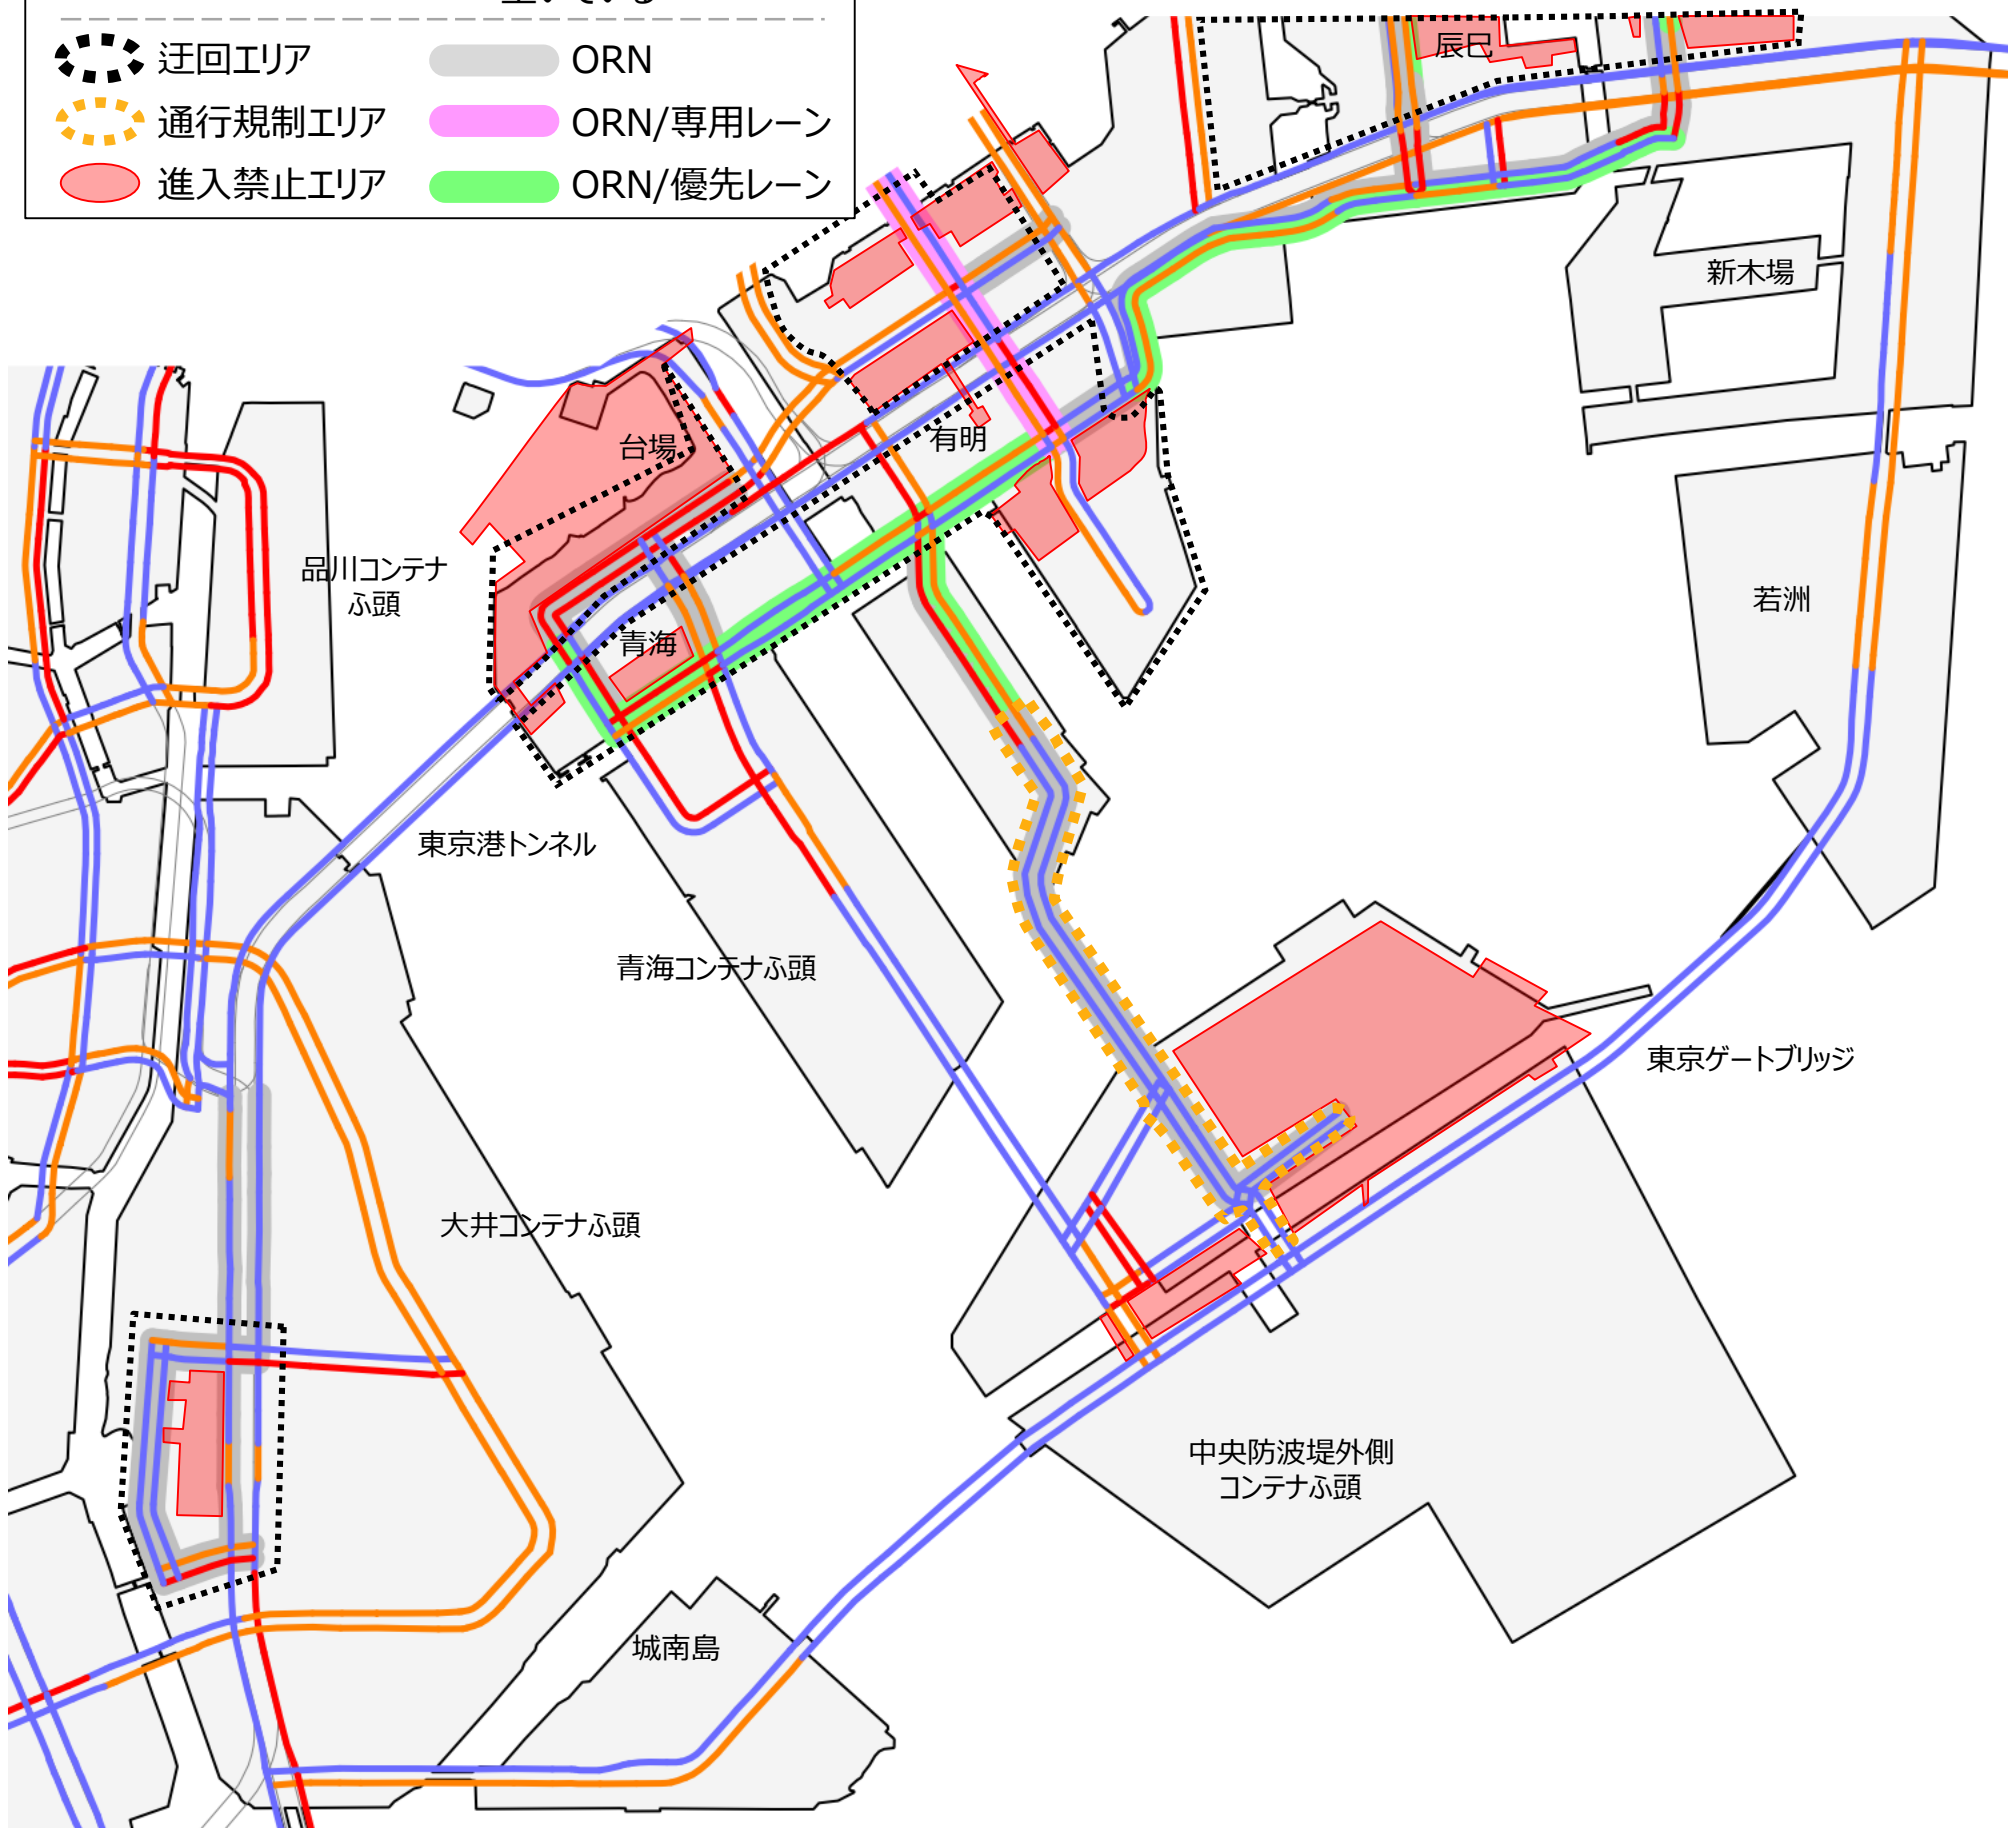 空いている
迂回エリア
ORN
通行規制エリア
ORN/専用レーン
進入禁止エリア
ORN/優先レーン
辰巳
新木場
有明
台場
品川コンテナ
ふ頭
青海
若洲
東京港トンネル
青海コンテナふ頭
東京ゲートブリッジ
大井コンテナふ頭
中央防波堤外側
コンテナふ頭
城南島